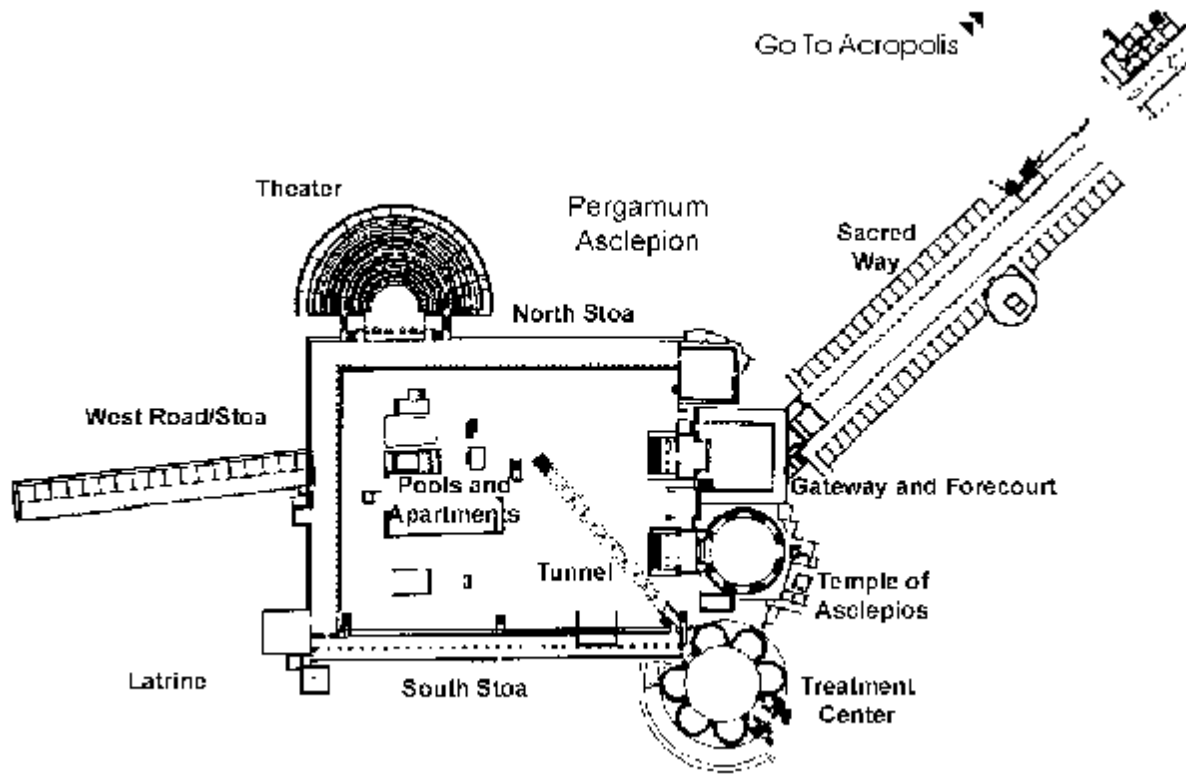 Go To Acropolis
Theater
Pergamum
Asclepion
Sacred
Way
North Stoa
West Road/Stoa
Pools and
Apartments
Gateway and Forecourt
Tunnel
Temple of
Asclepios
Latrine
South Stoa
Treatment
Center